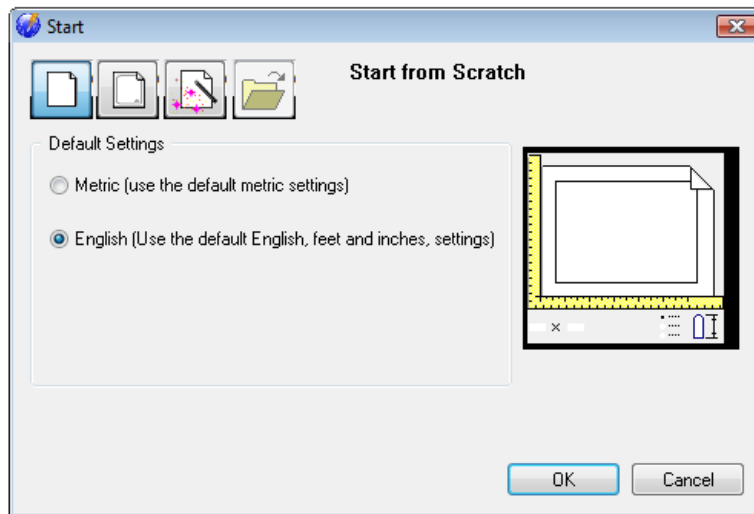 Start
Start from Scratch
Default Settings
Metric (use the default metric settings)
English (Use the default English, feet and inches, settings)
×
OK
Cancel